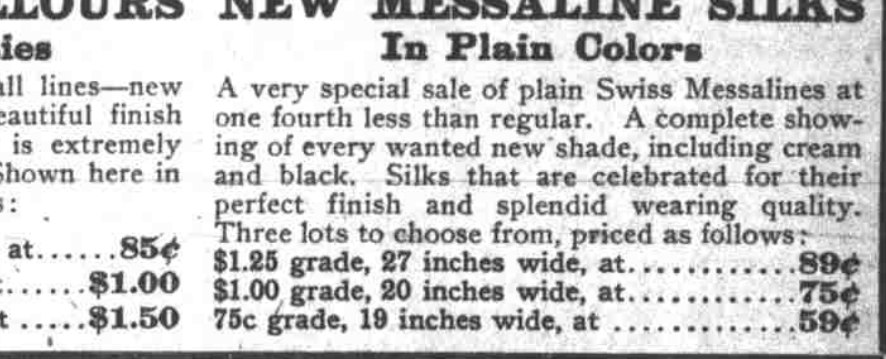 NEW MESSALINE SILKS
In Plain Colors
A very special sale of plain Swiss Messalines at
one fourth less than regular. A complete show-
ing of every wanted new shade, including cream
and black. Silks that are celebrated for their
perfect finish and splendid wearing quality.
Three lots to choose from, priced as follows:
$1.25 grade, 27 inches wide, at.............89¢
$1.00 grade, 20 inches wide, at.............75¢
75c grade, 19 inches wide, at ..............59¢
lines—new
finish
is extremely
Shown here in
at......85¢
$1.00
$1.50